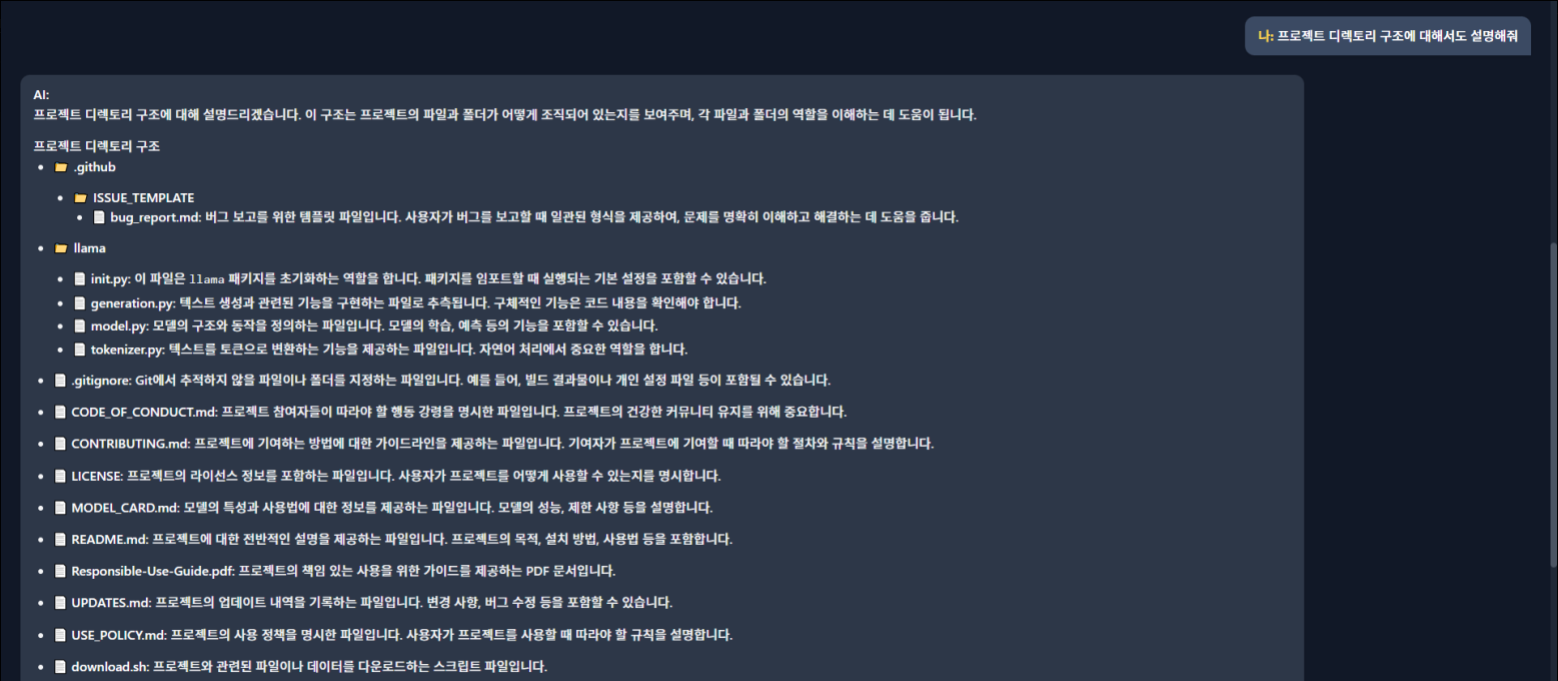 나: 프로젝트 디렉토리 구조에 대해서도 설명해줘
AI:
프로젝트 디렉토리 구조에 대해 설명드리겠습니다. 이 구조는 프로젝트의 파일과 폴더가 어떻게 조직되어 있는지를 보여주며, 각 파일과 폴더의 역할을 이해하는 데 도움이 됩니다.
프로젝트 디렉토리 구조
• 📁 .github
• 📁 ISSUE_TEMPLATE
• 📄 bug_report.md: 버그 보고를 위한 템플릿 파일입니다. 사용자가 버그를 보고할 때 일관된 형식을 제공하여, 문제를 명확히 이해하고 해결하는 데 도움을 줍니다.
• 📁 llama
• 📄 init.py: 이 파일은 llama 패키지를 초기화하는 역할을 합니다. 패키지를 임포트할 때 실행되는 기본 설정을 포함할 수 있습니다.
• 📄 generation.py: 텍스트 생성과 관련된 기능을 구현하는 파일로 추측됩니다. 구체적인 기능은 코드 내용을 확인해야 합니다.
• 📄 model.py: 모델의 구조와 동작을 정의하는 파일입니다. 모델의 학습, 예측 등의 기능을 포함할 수 있습니다.
• 📄 tokenizer.py: 텍스트를 토큰으로 변환하는 기능을 제공하는 파일입니다. 자연어 처리에서 중요한 역할을 합니다.
• 📄 .gitignore: Git에서 추적하지 않을 파일이나 폴더를 지정하는 파일입니다. 예를 들어, 빌드 결과물이나 개인 설정 파일 등이 포함될 수 있습니다.
• 📄 CODE_OF_CONDUCT.md: 프로젝트 참여자들이 따라야 할 행동 강령을 명시한 파일입니다. 프로젝트의 건강한 커뮤니티 유지를 위해 중요합니다.
• 📄 CONTRIBUTING.md: 프로젝트에 기여하는 방법에 대한 가이드라인을 제공하는 파일입니다. 기여자가 프로젝트에 기여할 때 따라야 할 절차와 규칙을 설명합니다.
• 📄 LICENSE: 프로젝트의 라이선스 정보를 포함하는 파일입니다. 사용자가 프로젝트를 어떻게 사용할 수 있는지를 명시합니다.
• 📄 MODEL_CARD.md: 모델의 특성과 사용법에 대한 정보를 제공하는 파일입니다. 모델의 성능, 제한 사항 등을 설명합니다.
• 📄 README.md: 프로젝트에 대한 전반적인 설명을 제공하는 파일입니다. 프로젝트의 목적, 설치 방법, 사용법 등을 포함합니다.
• 📄 Responsible-Use-Guide.pdf: 프로젝트의 책임 있는 사용을 위한 가이드를 제공하는 PDF 문서입니다.
• 📄 UPDATES.md: 프로젝트의 업데이트 내역을 기록하는 파일입니다. 변경 사항, 버그 수정 등을 포함할 수 있습니다.
• 📄 USE_POLICY.md: 프로젝트의 사용 정책을 명시한 파일입니다. 사용자가 프로젝트를 사용할 때 따라야 할 규칙을 설명합니다.
• 📄 download.sh: 프로젝트와 관련된 파일이나 데이터를 다운로드하는 스크립트 파일입니다.